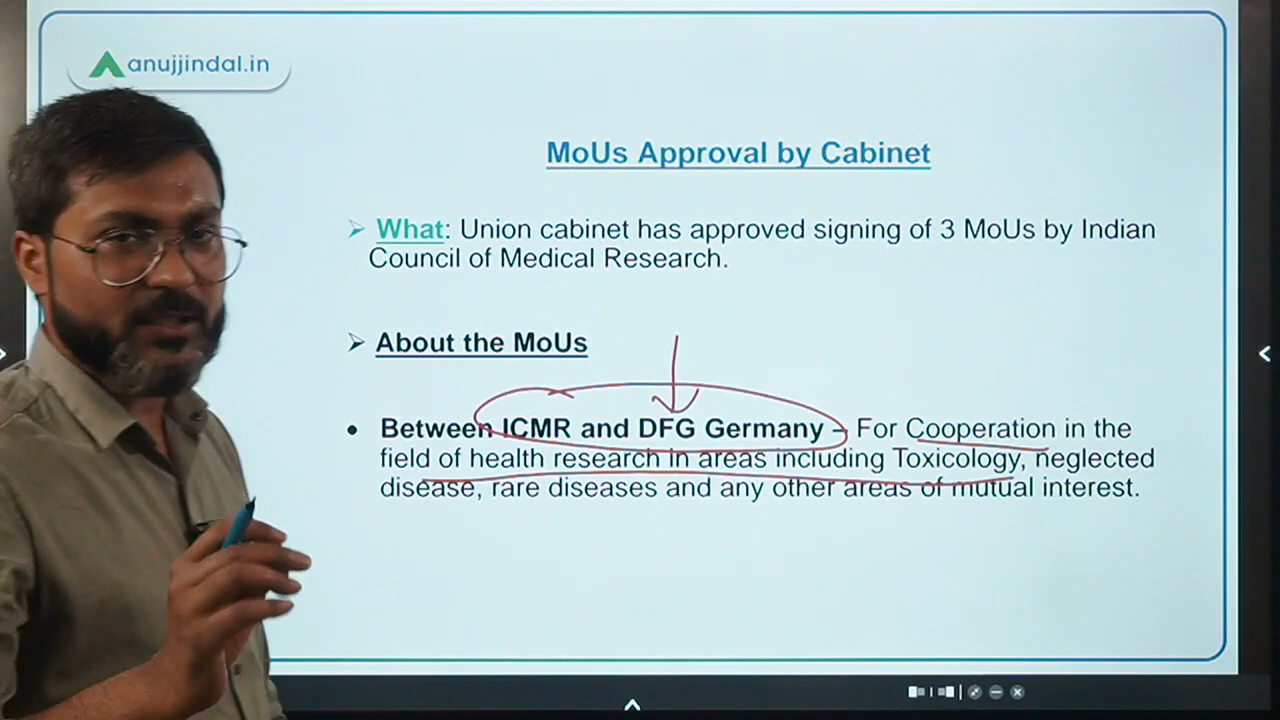 anujjindal.in
MoUs Approval by Cabinet
➢ What: Union cabinet has approved signing of 3 MoUs by Indian
Council of Medical Research.
➢ About the MoUs
• Between ICMR and DFG Germany – For Cooperation in the
field of health research in areas including Toxicology, neglected
disease, rare diseases and any other areas of mutual interest.